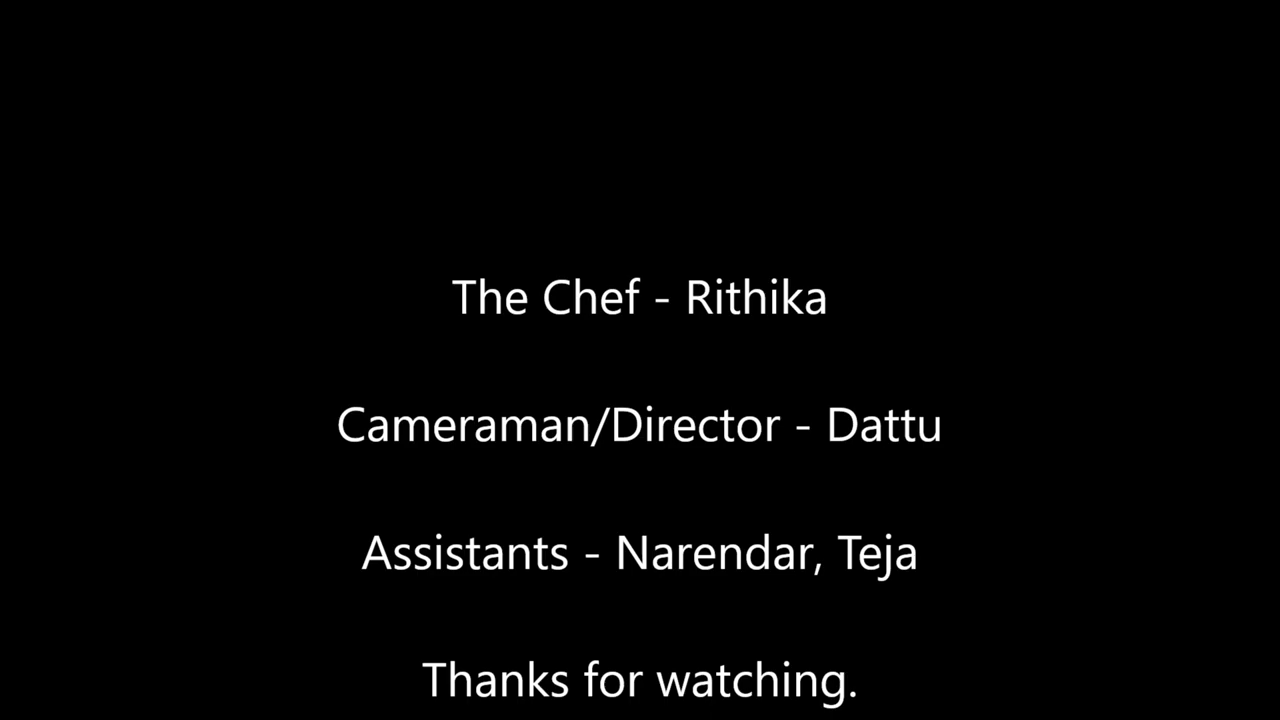 The Chef - Rithika
Cameraman/Director - Dattu
Assistants - Narendar, Teja
Thanks for watching.